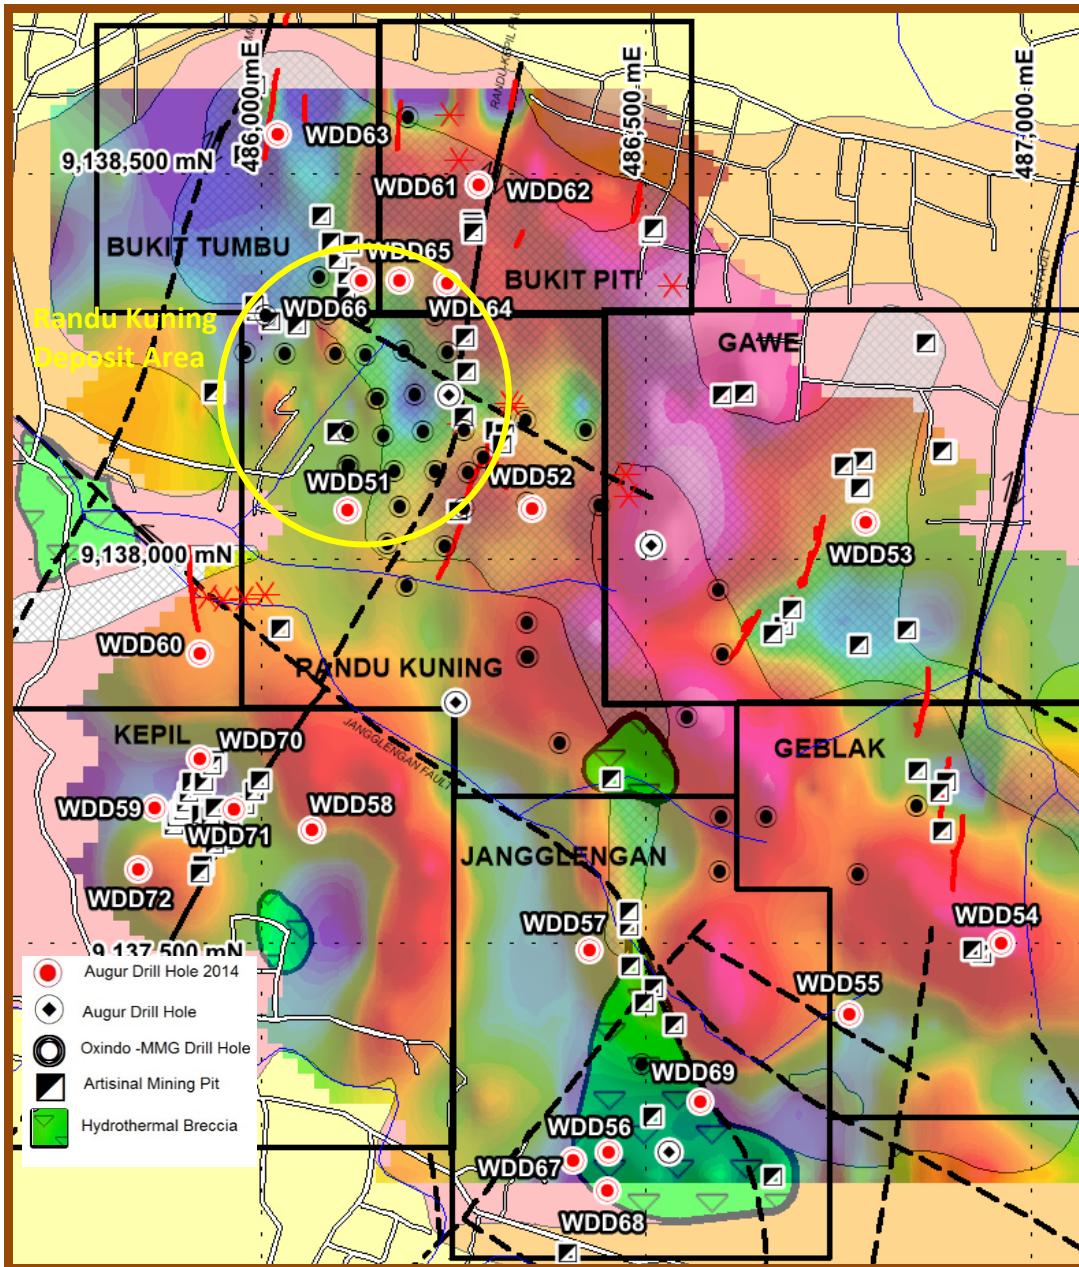 486,000 mE
RANDU KEPIL FAULT
486,500 mE
487,000 mE
WDD63
9,138,500 mN
WDD61
WDD62
BUKIT TUMBU
WDD65
BUKIT PITI
WDD66
WDD64
Randu Kuning
Deposit Area
GAWE
WDD51
WDD52
WDD53
9,138,000 mN
WDD60
RANDU KUNING
KEPIL
WDD70
JANGGLENGAN FAULT
GEBLAK
WDD59
WDD58
WDD71
JANGGLENGAN
WDD72
WDD57
WDD54
9,137,500 mN
WDD55
Augur Drill Hole 2014
Augur Drill Hole
Oxindo -MMG Drill Hole
Artisinal Mining Pit
Hydrothermal Breccia
WDD69
WDD56
WDD67
WDD68